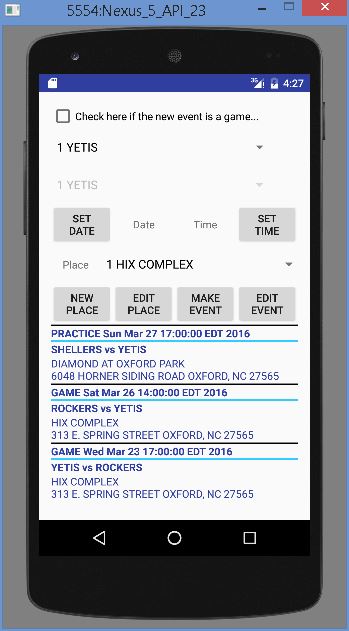 5554:Nexus_5_API_23
3G 4:27
Check here if the new event is a game...
1 YETIS
1 YETIS
SET DATE
Date
Time
SET TIME
Place
1 HIX COMPLEX
NEW PLACE
EDIT PLACE
MAKE EVENT
EDIT EVENT
PRACTICE Sun Mar 27 17:00:00 EDT 2016
SHELLERS vs YETIS
DIAMOND AT OXFORD PARK
6048 HORNER SIDING ROAD OXFORD, NC 27565
GAME Sat Mar 26 14:00:00 EDT 2016
ROCKERS vs YETIS
HIX COMPLEX
313 E. SPRING STREET OXFORD, NC 27565
GAME Wed Mar 23 17:00:00 EDT 2016
YETIS vs ROCKERS
HIX COMPLEX
313 E. SPRING STREET OXFORD, NC 27565